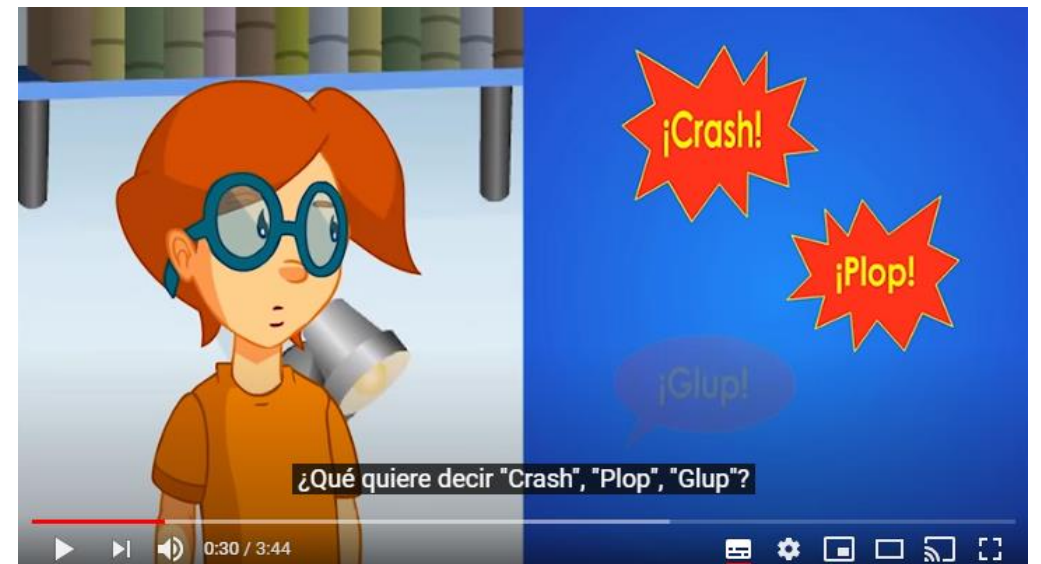 ¡Crash!
¡Plop!
¡Glup!
¿Qué quiere decir "Crash", "Plop", "Glup"?
0:30 / 3:44